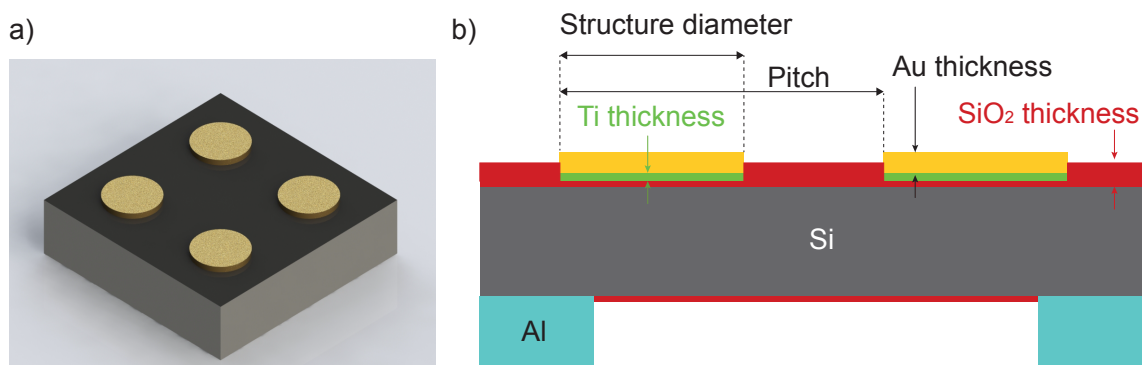 a)
b)
Structure diameter
Pitch
Au thickness
Ti thickness
SiO₂ thickness
Si
Al